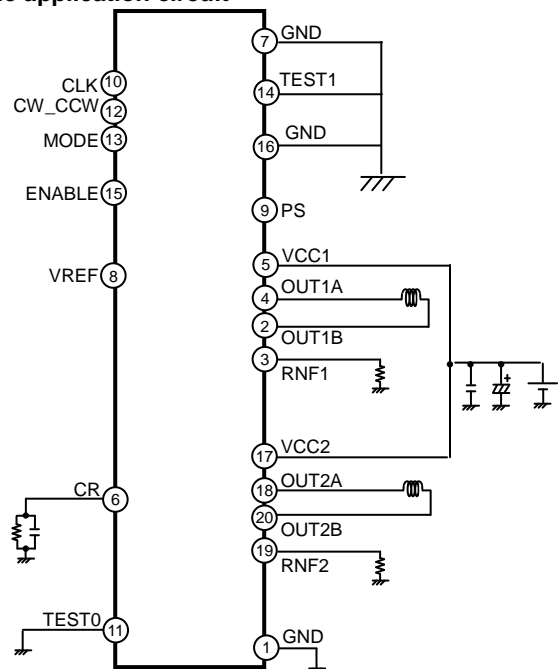 application circuit
7 GND
CLK 10
14 TEST1
CW_CCW 12
MODE 13
16 GND
ENABLE 15
9 PS
VREF 8
5 VCC1
4 OUT1A
2 OUT1B
3 RNF1
+
17 VCC2
CR 6
18 OUT2A
20 OUT2B
19 RNF2
TEST0 11
1 GND